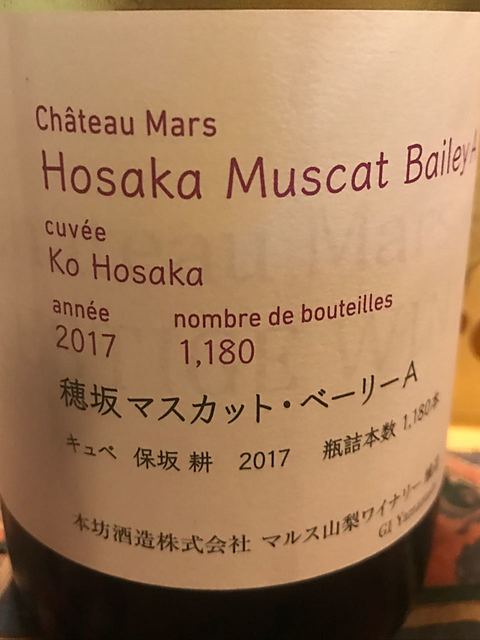 Château Mars
Hosaka Muscat Bailey A
cuvée
Ko Hosaka
année nombre de bouteilles
2017 1,180
穂坂マスカット・ベーリーA
キュベ 保坂 耕 2017 瓶詰本数 1,180本
本坊酒造株式会社 マルス山梨ワイナリー
GI